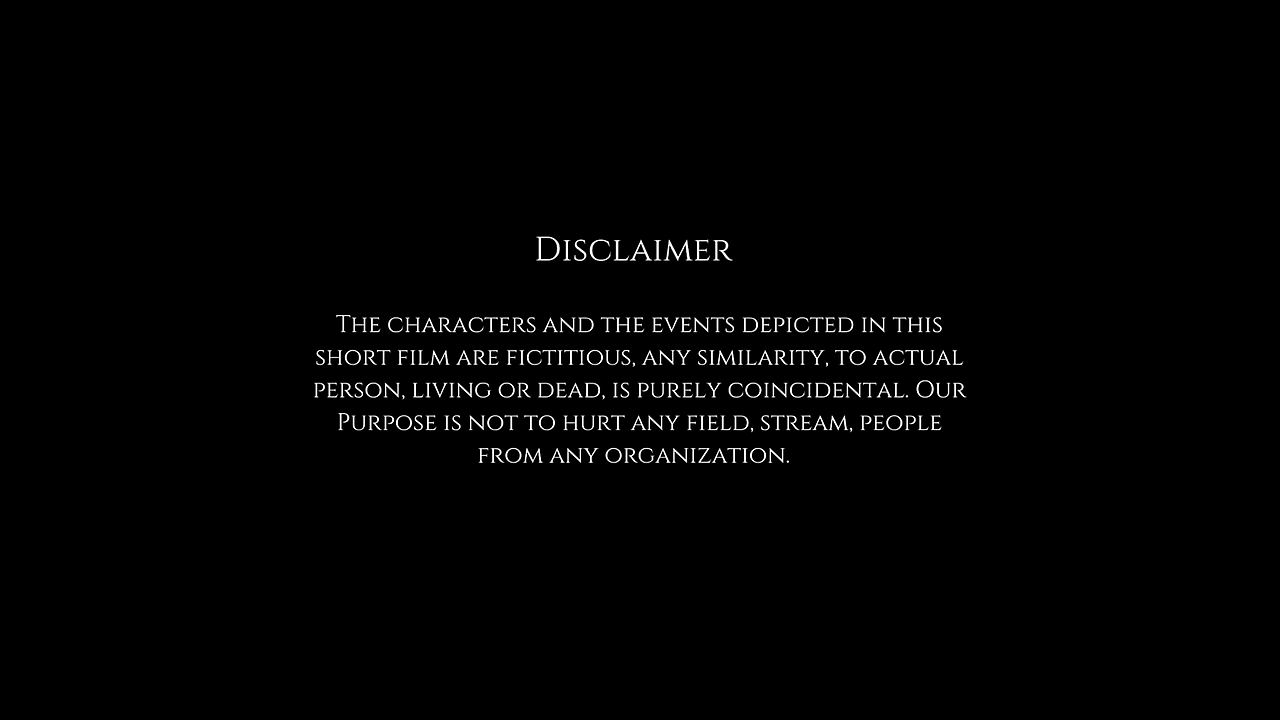 Disclaimer
The characters and the events depicted in this
short film are fictitious, any similarity, to actual
person, living or dead, is purely coincidental. Our
Purpose is not to hurt any field, stream, people
from any organization.